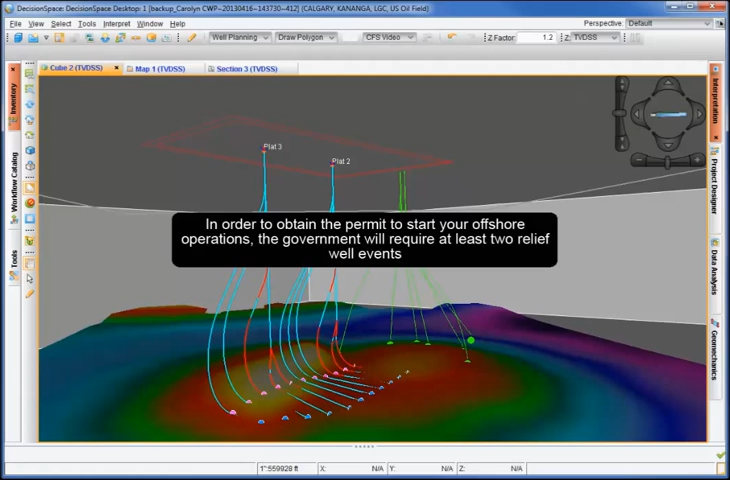 DecisionSpace: DecisionSpace Desktop: 1 [backup_Carolyn CWP~20130416~143730~412] (CALGARY, KANANGA, LGC, US Oil Field)
File View Select Tools Interpret Window Help
Perspective: Default
Well Planning Draw Polygon CFS Video Z Factor: 1.2 Z: TVDSS
Cube 2 (TVDSS) Map 1 (TVDSS) Section 3 (TVDSS)
Inventory
Workflow Catalog
Tools
Plat 3
Plat 2
In order to obtain the permit to start your offshore
operations, the government will require at least two relief
well events
Interpretation
Project Designer
Data Analysis
Geomechanics
1":559928 ft X: N/A Y: N/A Z: N/A